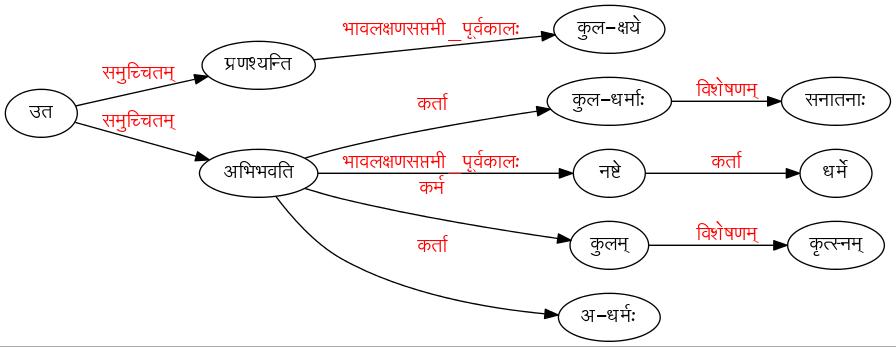 भावलक्षणसप्तमी_पूर्वकालः कुल-क्षये
समुच्चितम् प्रणश्यन्ति
उत कर्ता कुल-धर्माः विशेषणम् सनातनाः
समुच्चितम्
अभिभवति भावलक्षणसप्तमी_पूर्वकालः नष्टे कर्ता धर्मे
कर्म
कुलम् विशेषणम् कृत्स्नम्
कर्ता
अ-धर्मः